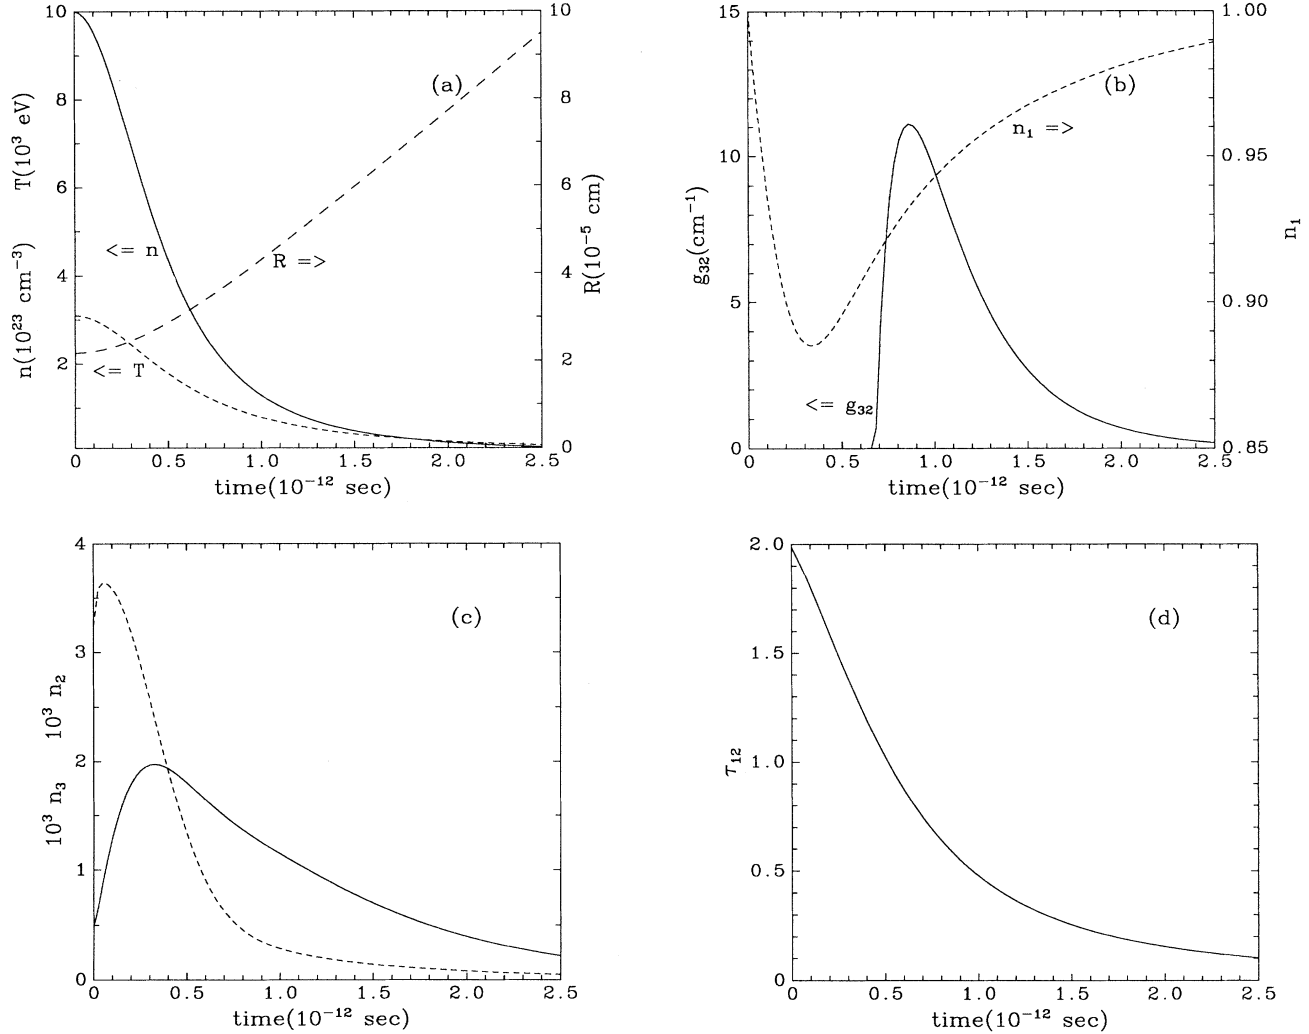 10
8
6
4
2
T(10³ eV)
n(10²³ cm⁻³)
(a)
<= n
R =>
<= T
10
8
6
4
2
0
R(10⁻⁵ cm)
0 0.5 1.0 1.5 2.0 2.5
time(10⁻¹² sec)
15
10
5
0
g₃₂(cm⁻¹)
(b)
n₁ =>
<= g₃₂
1.00
0.95
0.90
0.85
n₁
0 0.5 1.0 1.5 2.0 2.5
time(10⁻¹² sec)
4
3
2
1
0
10³ n₃ 10³ n₂
(c)
0 0.5 1.0 1.5 2.0 2.5
time(10⁻¹² sec)
2.0
1.5
1.0
0.5
0
τ₁₂
(d)
0 0.5 1.0 1.5 2.0 2.5
time(10⁻¹² sec)